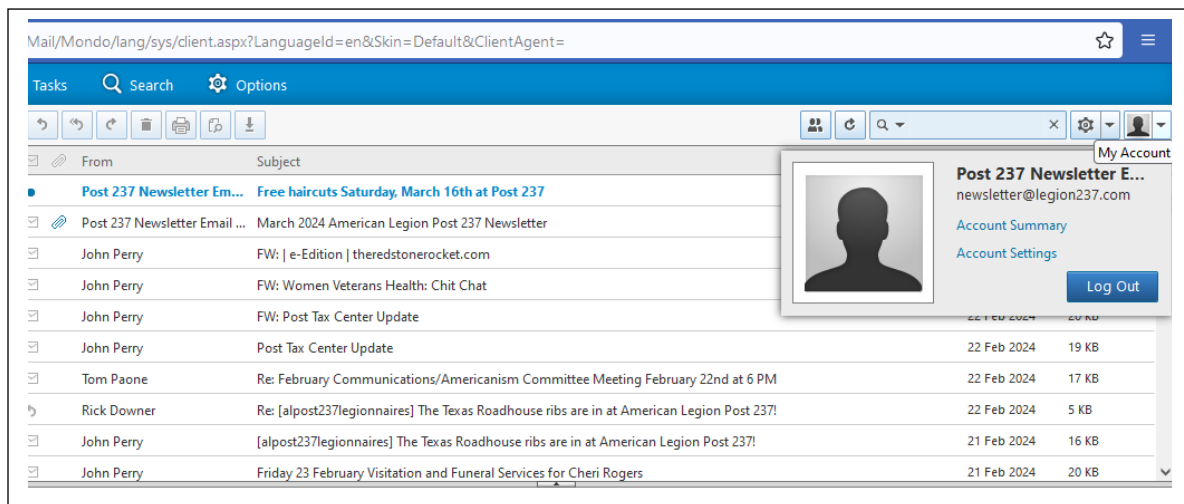 Mail/Mondo/lang/sys/client.aspx?LanguageId=en&Skin=Default&ClientAgent=
Tasks Search Options
My Account
From Subject
Post 237 Newsletter E...
newsletter@legion237.com
Account Summary
Account Settings
Log Out
Post 237 Newsletter Em... Free haircuts Saturday, March 16th at Post 237
Post 237 Newsletter Email ... March 2024 American Legion Post 237 Newsletter
John Perry FW: | e-Edition | theredstonerocket.com
John Perry FW: Women Veterans Health: Chit Chat
John Perry FW: Post Tax Center Update 22 Feb 2024 20 KB
John Perry Post Tax Center Update 22 Feb 2024 19 KB
Tom Paone Re: February Communications/Americanism Committee Meeting February 22nd at 6 PM 22 Feb 2024 17 KB
Rick Downer Re: [alpost237legionnaires] The Texas Roadhouse ribs are in at American Legion Post 237! 22 Feb 2024 5 KB
John Perry [alpost237legionnaires] The Texas Roadhouse ribs are in at American Legion Post 237! 21 Feb 2024 16 KB
John Perry Friday 23 February Visitation and Funeral Services for Cheri Rogers 21 Feb 2024 20 KB